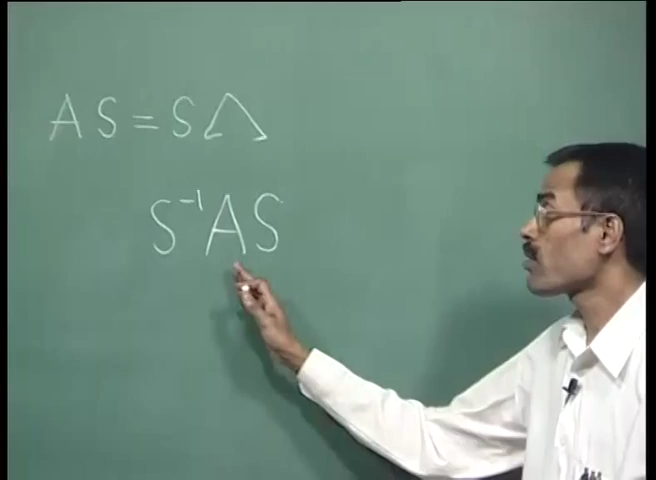 AS = SΛ
S⁻¹AS